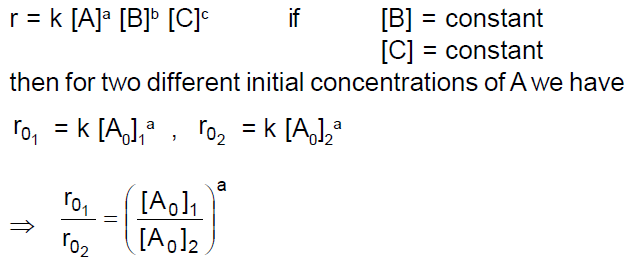 r = k [A]ᵃ [B]ᵇ [C]ᶜ if [B] = constant
[C] = constant
then for two different initial concentrations of A we have
r₀₁ = k [A₀]₁ᵃ , r₀₂ = k [A₀]₂ᵃ
⇒ r₀₁ / r₀₂ = ([A₀]₁ / [A₀]₂)ᵃ